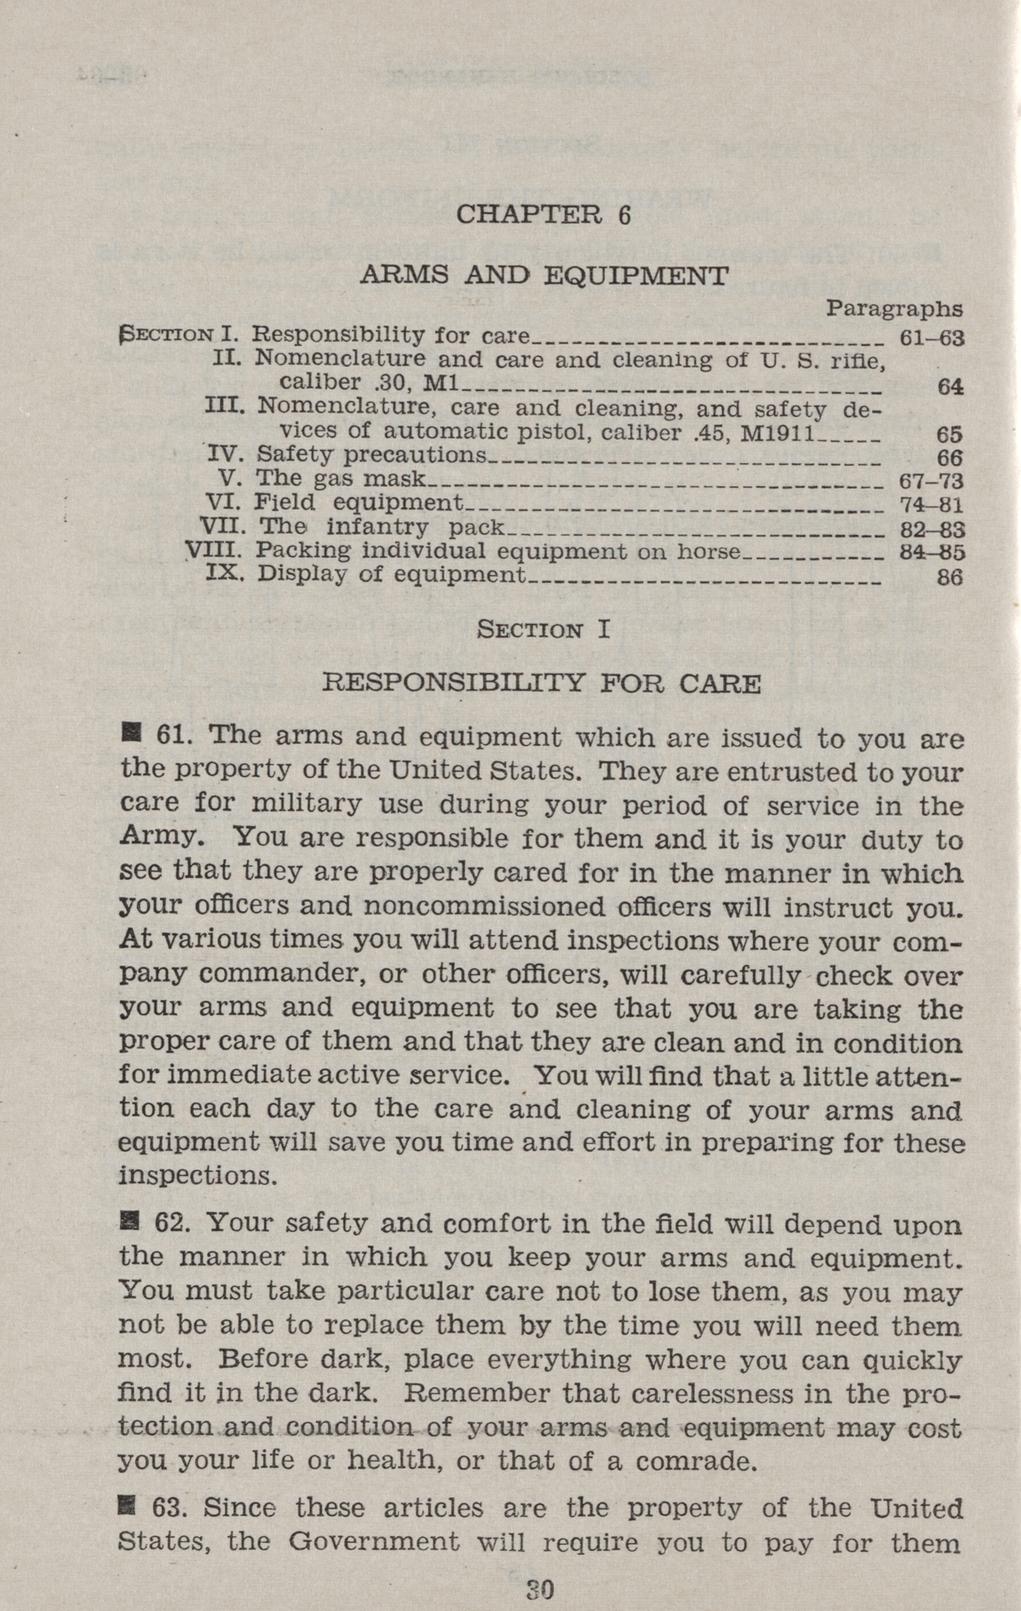 CHAPTER 6
ARMS AND EQUIPMENT
Paragraphs
SECTION I. Responsibility for care__________________________ 61–63
II. Nomenclature and care and cleaning of U. S. rifle,
caliber .30, M1________________________________ 64
III. Nomenclature, care and cleaning, and safety de-
vices of automatic pistol, caliber .45, M1911_____ 65
IV. Safety precautions______________________________ 66
V. The gas mask___________________________________ 67–73
VI. Field equipment________________________________ 74–81
VII. The infantry pack_____________________________ 82–83
VIII. Packing individual equipment on horse___________ 84–85
IX. Display of equipment___________________________ 86
SECTION I
RESPONSIBILITY FOR CARE
■ 61. The arms and equipment which are issued to you are
the property of the United States. They are entrusted to your
care for military use during your period of service in the
Army. You are responsible for them and it is your duty to
see that they are properly cared for in the manner in which
your officers and noncommissioned officers will instruct you.
At various times you will attend inspections where your com-
pany commander, or other officers, will carefully check over
your arms and equipment to see that you are taking the
proper care of them and that they are clean and in condition
for immediate active service. You will find that a little atten-
tion each day to the care and cleaning of your arms and
equipment will save you time and effort in preparing for these
inspections.
■ 62. Your safety and comfort in the field will depend upon
the manner in which you keep your arms and equipment.
You must take particular care not to lose them, as you may
not be able to replace them by the time you will need them
most. Before dark, place everything where you can quickly
find it in the dark. Remember that carelessness in the pro-
tection and condition of your arms and equipment may cost
you your life or health, or that of a comrade.
■ 63. Since these articles are the property of the United
States, the Government will require you to pay for them
30